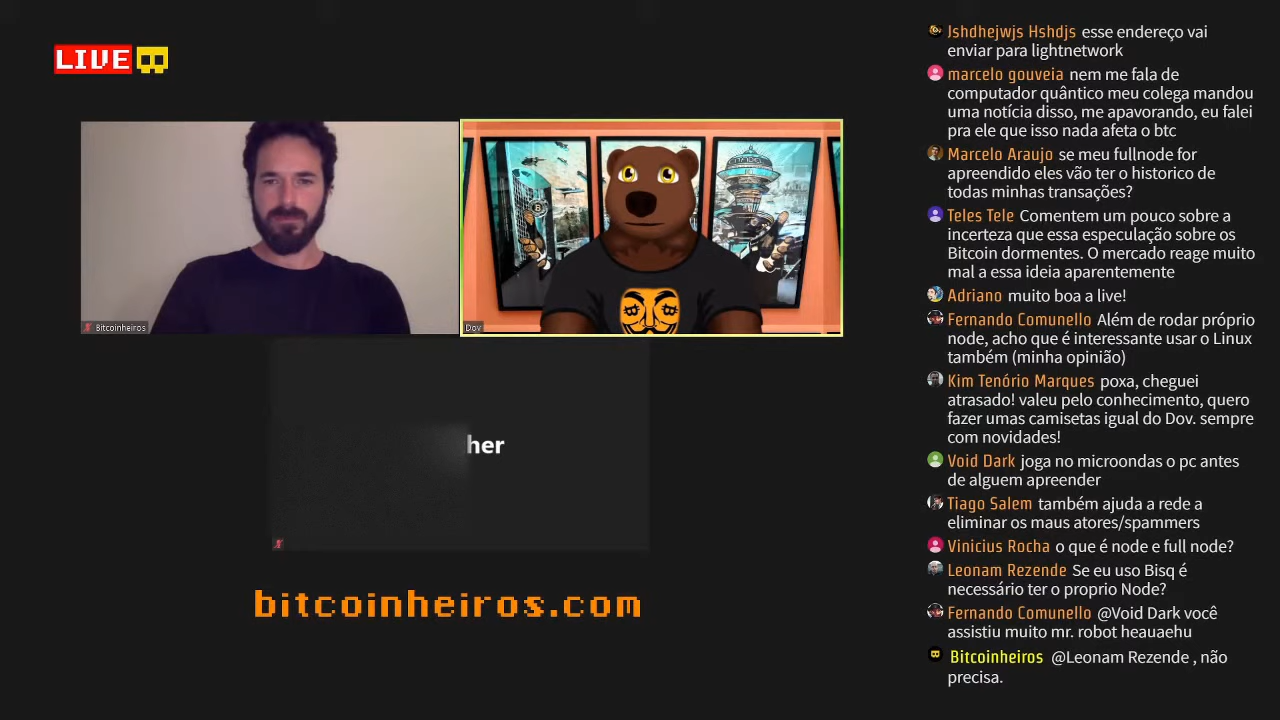 LIVE
Bitcoinheiros
Dov
her
bitcoinheiros.com
Jshdhejwjs Hshdjs esse endereço vai
enviar para lightnetwork
marcelo gouveia nem me fala de
computador quântico meu colega mandou
uma notícia disso, me apavorando, eu falei
pra ele que isso nada afeta o btc
Marcelo Araujo se meu fullnode for
apreendido eles vão ter o historico de
todas minhas transações?
Teles Tele Comentem um pouco sobre a
incerteza que essa especulação sobre os
Bitcoin dormentes. O mercado reage muito
mal a essa ideia aparentemente
Adriano muito boa a live!
Fernando Comunello Além de rodar próprio
node, acho que é interessante usar o Linux
também (minha opinião)
Kim Tenório Marques poxa, cheguei
atrasado! valeu pelo conhecimento, quero
fazer umas camisetas igual do Dov. sempre
com novidades!
Void Dark joga no microondas o pc antes
de alguem apreender
Tiago Salem também ajuda a rede a
eliminar os maus atores/spammers
Vinicius Rocha o que é node e full node?
Leonam Rezende Se eu uso Bisq é
necessário ter o proprio Node?
Fernando Comunello @Void Dark você
assistiu muito mr. robot heauaehu
Bitcoinheiros @Leonam Rezende , não
precisa.